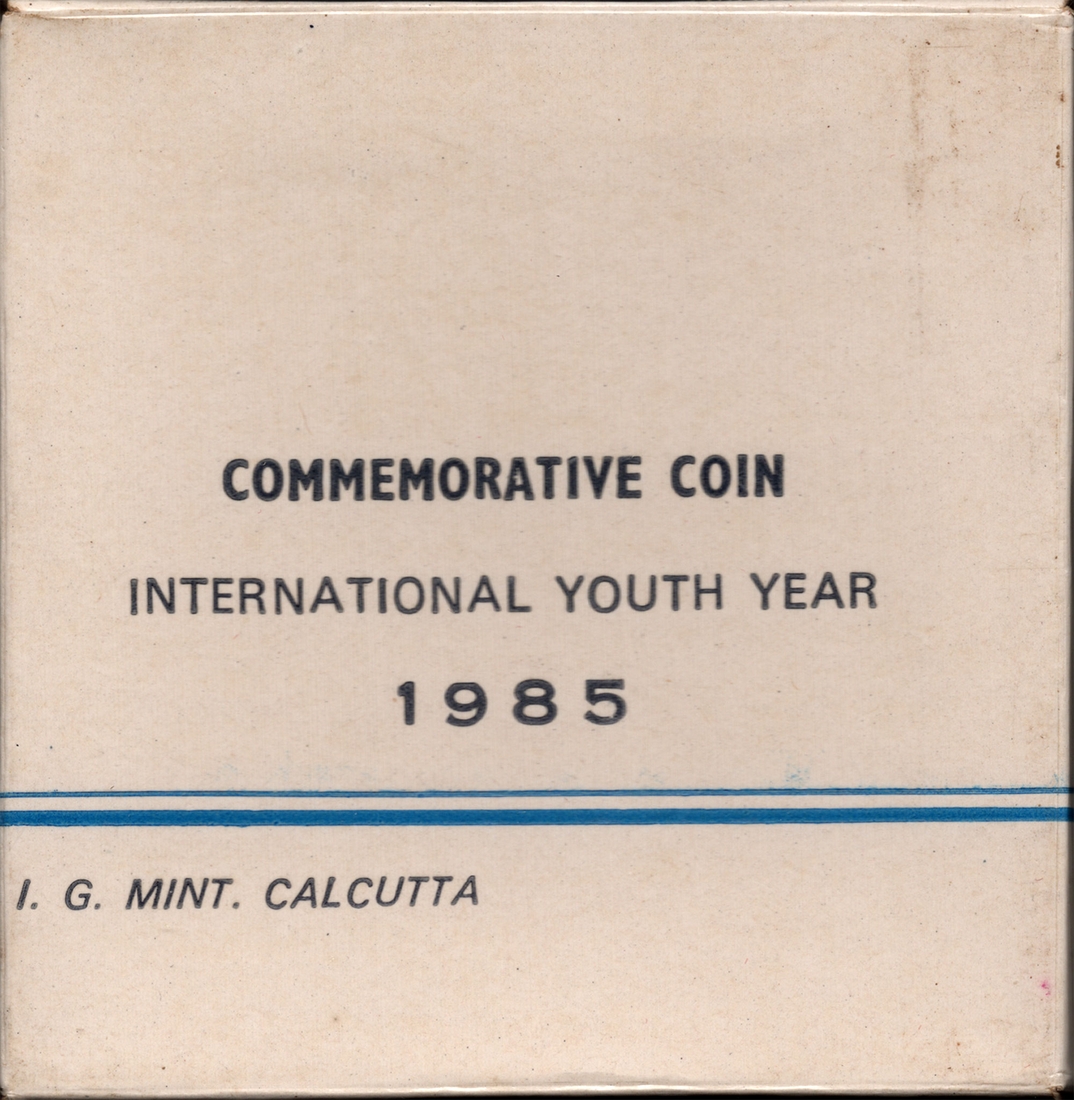 COMMEMORATIVE COIN
INTERNATIONAL YOUTH YEAR
1985
I. G. MINT. CALCUTTA